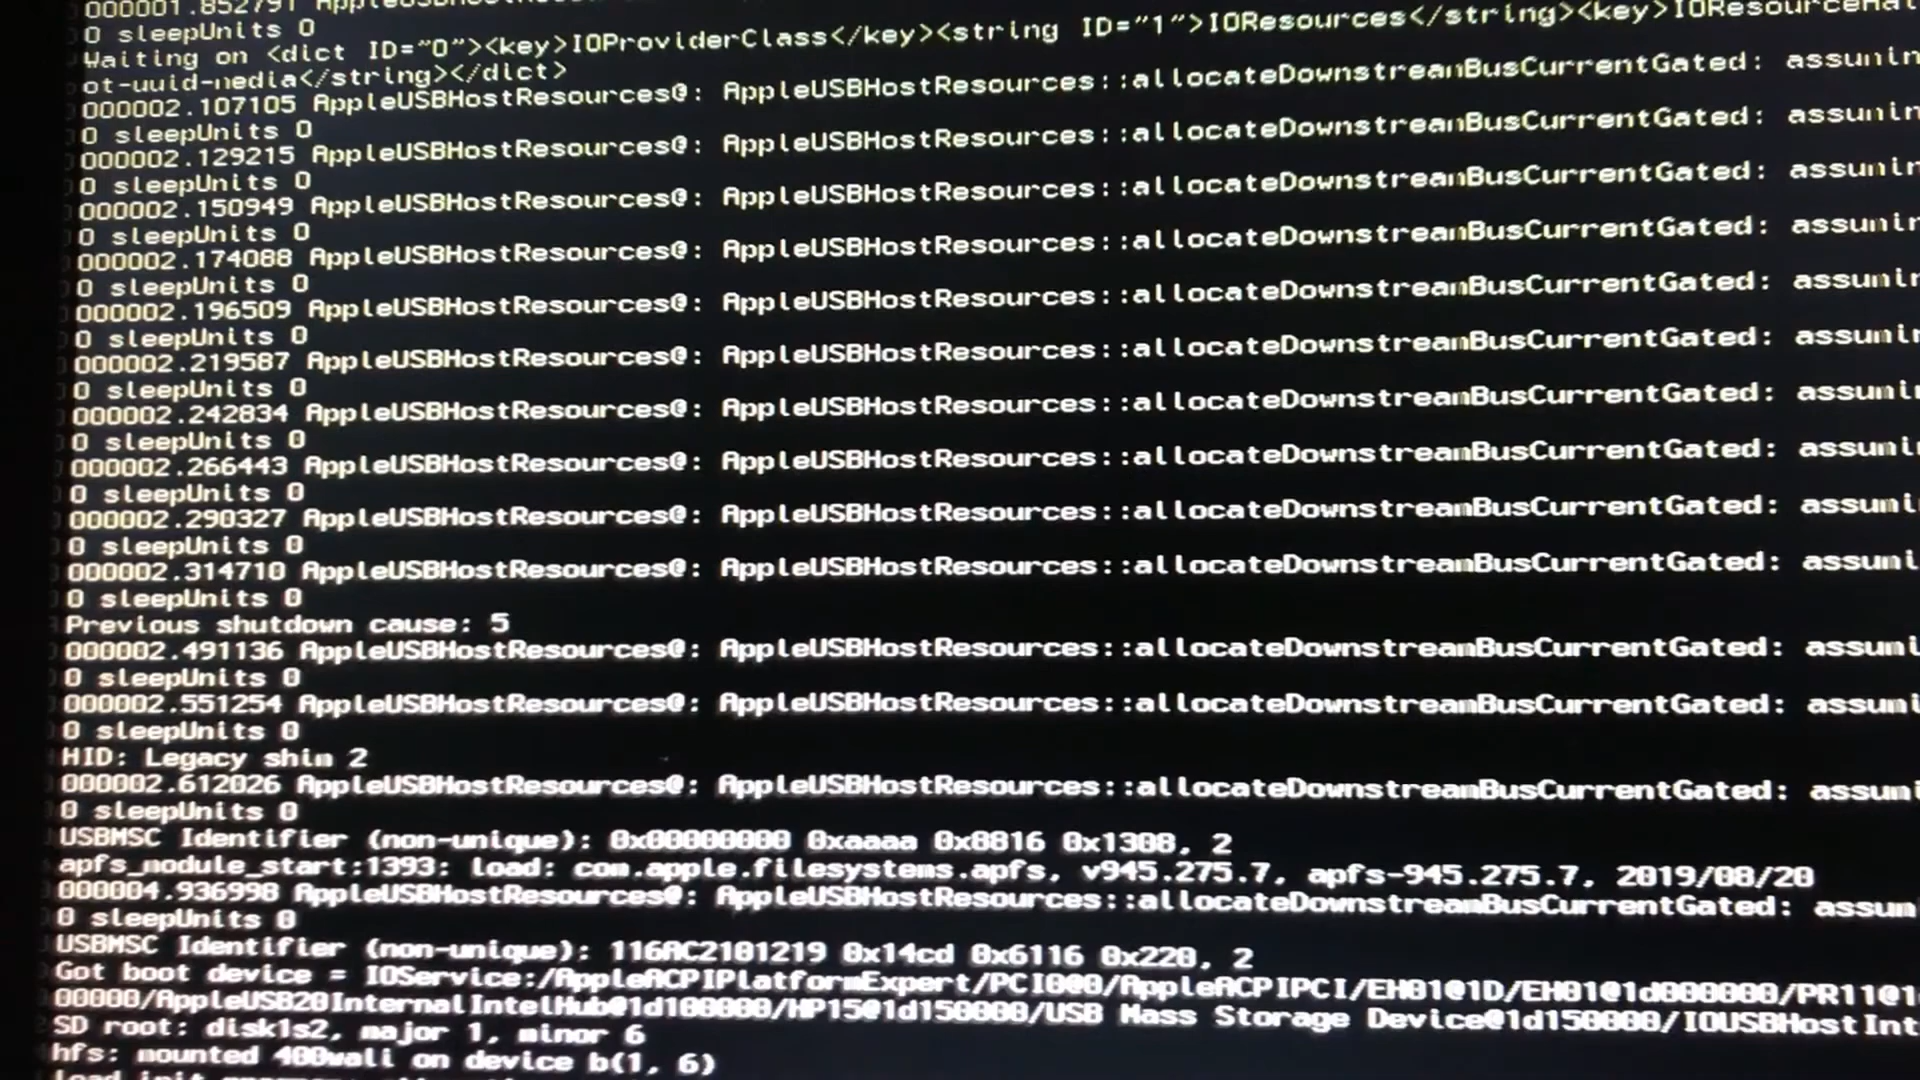 000001.852791
0 sleepUnits 0
Waiting on <dict ID="0"><key>IOProviderClass</key><string ID="1">IOResources</string><key>IOResourceMat
ot-uuid-media</string></dict>
000002.107105 AppleUSBHostResources@: AppleUSBHostResources::allocateDownstreamBusCurrentGated: assumin
0 sleepUnits 0
000002.129215 AppleUSBHostResources@: AppleUSBHostResources::allocateDownstreamBusCurrentGated: assumin
0 sleepUnits 0
000002.150949 AppleUSBHostResources@: AppleUSBHostResources::allocateDownstreamBusCurrentGated: assumin
0 sleepUnits 0
000002.174088 AppleUSBHostResources@: AppleUSBHostResources::allocateDownstreamBusCurrentGated: assumin
0 sleepUnits 0
000002.196509 AppleUSBHostResources@: AppleUSBHostResources::allocateDownstreamBusCurrentGated: assumin
0 sleepUnits 0
000002.219587 AppleUSBHostResources@: AppleUSBHostResources::allocateDownstreamBusCurrentGated: assumin
0 sleepUnits 0
000002.242834 AppleUSBHostResources@: AppleUSBHostResources::allocateDownstreamBusCurrentGated: assumi
0 sleepUnits 0
000002.266443 AppleUSBHostResources@: AppleUSBHostResources::allocateDownstreamBusCurrentGated: assumi
0 sleepUnits 0
000002.290327 AppleUSBHostResources@: AppleUSBHostResources::allocateDownstreamBusCurrentGated: assumi
0 sleepUnits 0
000002.314710 AppleUSBHostResources@: AppleUSBHostResources::allocateDownstreamBusCurrentGated: assumi
0 sleepUnits 0
Previous shutdown cause: 5
000002.491136 AppleUSBHostResources@: AppleUSBHostResources::allocateDownstreamBusCurrentGated: assumi
0 sleepUnits 0
000002.551254 AppleUSBHostResources@: AppleUSBHostResources::allocateDownstreamBusCurrentGated: assumi
0 sleepUnits 0
HID: Legacy shim 2
000002.612026 AppleUSBHostResources@: AppleUSBHostResources::allocateDownstreamBusCurrentGated: assumi
0 sleepUnits 0
USBMSC Identifier (non-unique): 0x00000000 0xaaaa 0x8816 0x1308, 2
apfs_module_start:1393: load: com.apple.filesystems.apfs, v945.275.7, apfs-945.275.7, 2019/08/20
000004.936998 AppleUSBHostResources@: AppleUSBHostResources::allocateDownstreamBusCurrentGated: assum
0 sleepUnits 0
USBMSC Identifier (non-unique): 116AC2101219 0x14cd 0x6116 0x220, 2
Got boot device = IOService:/AppleACPIPlatformExpert/PCI0@0/AppleACPIPCI/EH01@1D/EH01@1d000000/PR11@1
00000/AppleUSB20InternalIntelHub@1d100000/HP15@1d150000/USB Mass Storage Device@1d150000/IOUSBHostInt
SD root: disk1s2, major 1, minor 6
hfs: mounted 400wali on device b(1, 6)